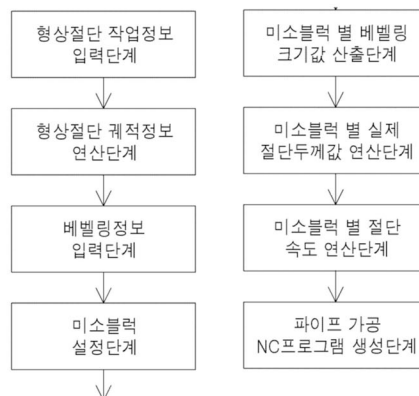 형상절단 작업정보
입력단계
형상절단 궤적정보
연산단계
베벨링정보
입력단계
미소블럭
설정단계
미소블럭 별 베벨링
크기값 산출단계
미소블럭 별 실제
절단두께값 연산단계
미소블럭 별 절단
속도 연산단계
파이프 가공
NC프로그램 생성단계